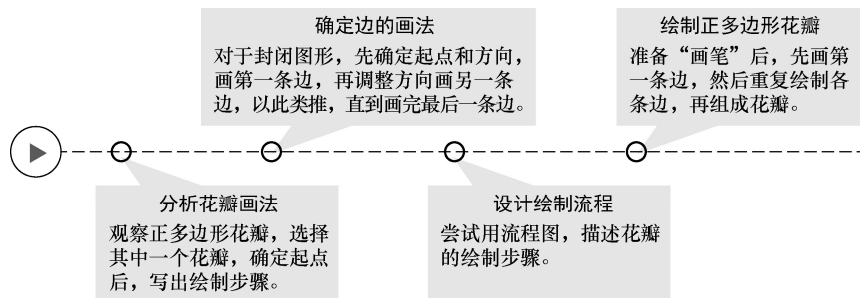 分析花瓣画法
观察正多边形花瓣，选择
其中一个花瓣，确定起点
后，写出绘制步骤。
确定边的画法
对于封闭图形，先确定起点和方向，
画第一条边，再调整方向画另一条
边，以此类推，直到画完最后一条边。
设计绘制流程
尝试用流程图，描述花瓣
的绘制步骤。
绘制正多边形花瓣
准备“画笔”后，先画第
一条边，然后重复绘制各
条边，再组成花瓣。